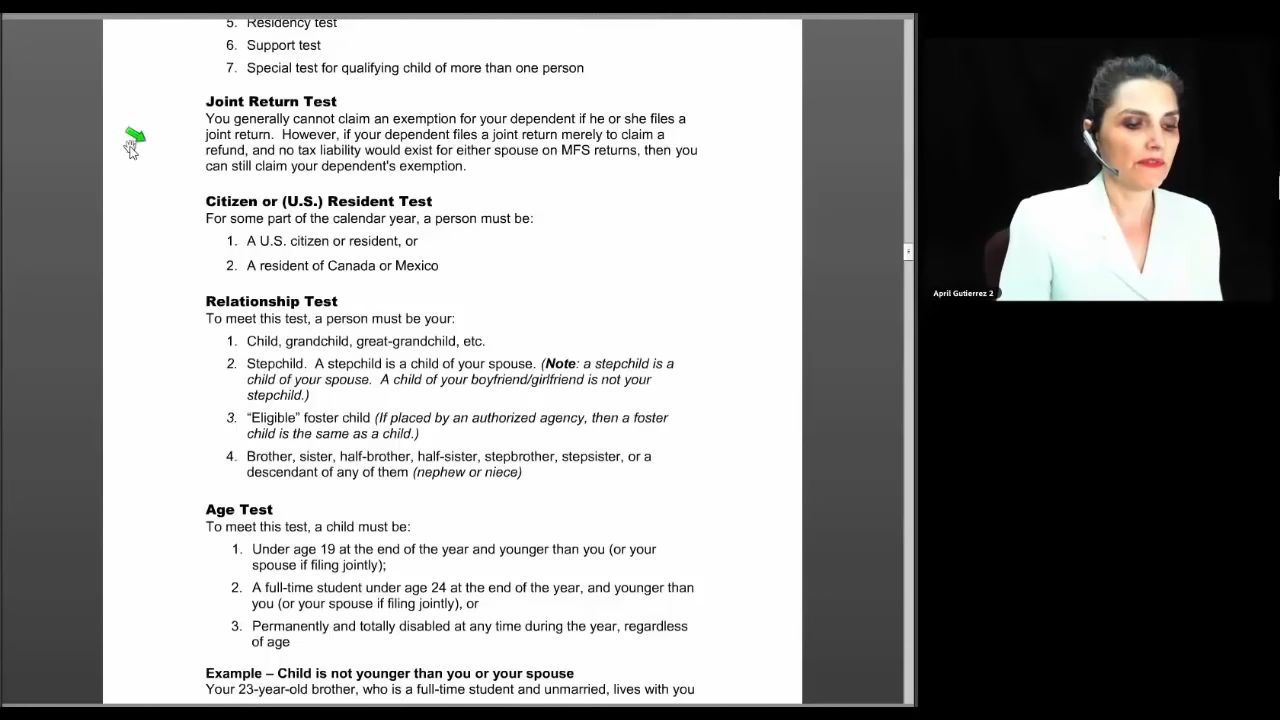 5. Residency test
6. Support test
7. Special test for qualifying child of more than one person
Joint Return Test
You generally cannot claim an exemption for your dependent if he or she files a
joint return. However, if your dependent files a joint return merely to claim a
refund, and no tax liability would exist for either spouse on MFS returns, then you
can still claim your dependent's exemption.
Citizen or (U.S.) Resident Test
For some part of the calendar year, a person must be:
1. A U.S. citizen or resident, or
2. A resident of Canada or Mexico
Relationship Test
To meet this test, a person must be your:
1. Child, grandchild, great-grandchild, etc.
2. Stepchild. A stepchild is a child of your spouse. (Note: a stepchild is a
child of your spouse. A child of your boyfriend/girlfriend is not your
stepchild.)
3. “Eligible” foster child (If placed by an authorized agency, then a foster
child is the same as a child.)
4. Brother, sister, half-brother, half-sister, stepbrother, stepsister, or a
descendant of any of them (nephew or niece)
Age Test
To meet this test, a child must be:
1. Under age 19 at the end of the year and younger than you (or your
spouse if filing jointly);
2. A full-time student under age 24 at the end of the year, and younger than
you (or your spouse if filing jointly), or
3. Permanently and totally disabled at any time during the year, regardless
of age
Example – Child is not younger than you or your spouse
Your 23-year-old brother, who is a full-time student and unmarried, lives with you
April Gutierrez 2